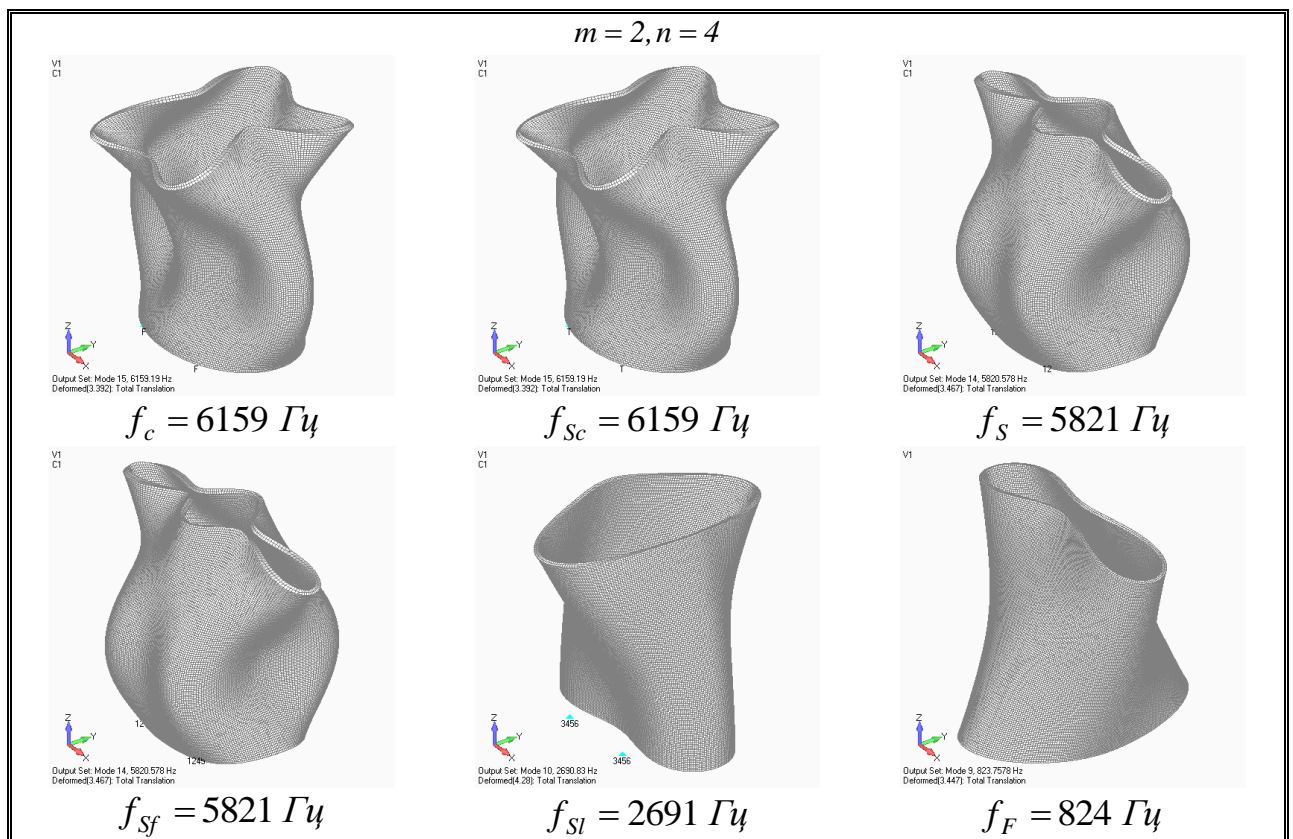 m = 2, n = 4
V1
C1
Z
Y
X
F
F
Output Set: Mode 15, 6159.19 Hz
Deformed(3.392): Total Translation
f_c = 6159 Гц
V1
C1
Z
Y
X
T
T
Output Set: Mode 15, 6159.19 Hz
Deformed(3.392): Total Translation
f_Sc = 6159 Гц
V1
C1
Z
Y
X
12
Output Set: Mode 14, 5820.578 Hz
Deformed(3.467): Total Translation
f_S = 5821 Гц
V1
C1
Z
Y
X
1245
Output Set: Mode 14, 5820.578 Hz
Deformed(3.467): Total Translation
f_Sf = 5821 Гц
V1
C1
Z
Y
X
3456
3456
Output Set: Mode 10, 2690.83 Hz
Deformed(4.28): Total Translation
f_Sl = 2691 Гц
V1
Z
Y
X
Output Set: Mode 9, 823.7578 Hz
Deformed(3.447): Total Translation
f_F = 824 Гц